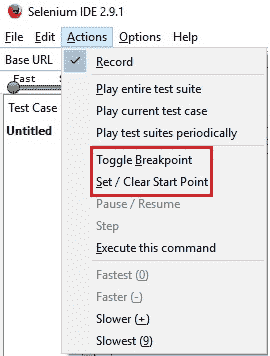 Selenium IDE 2.9.1
File Edit Actions Options Help
Base URL
✓ Record
Fast
Play entire test suite
Play current test case
Test Case
Untitled
Play test suites periodically
Toggle Breakpoint
Set / Clear Start Point
Pause / Resume
Step
Execute this command
Fastest (0)
Faster (-)
Slower (+)
Slowest (9)